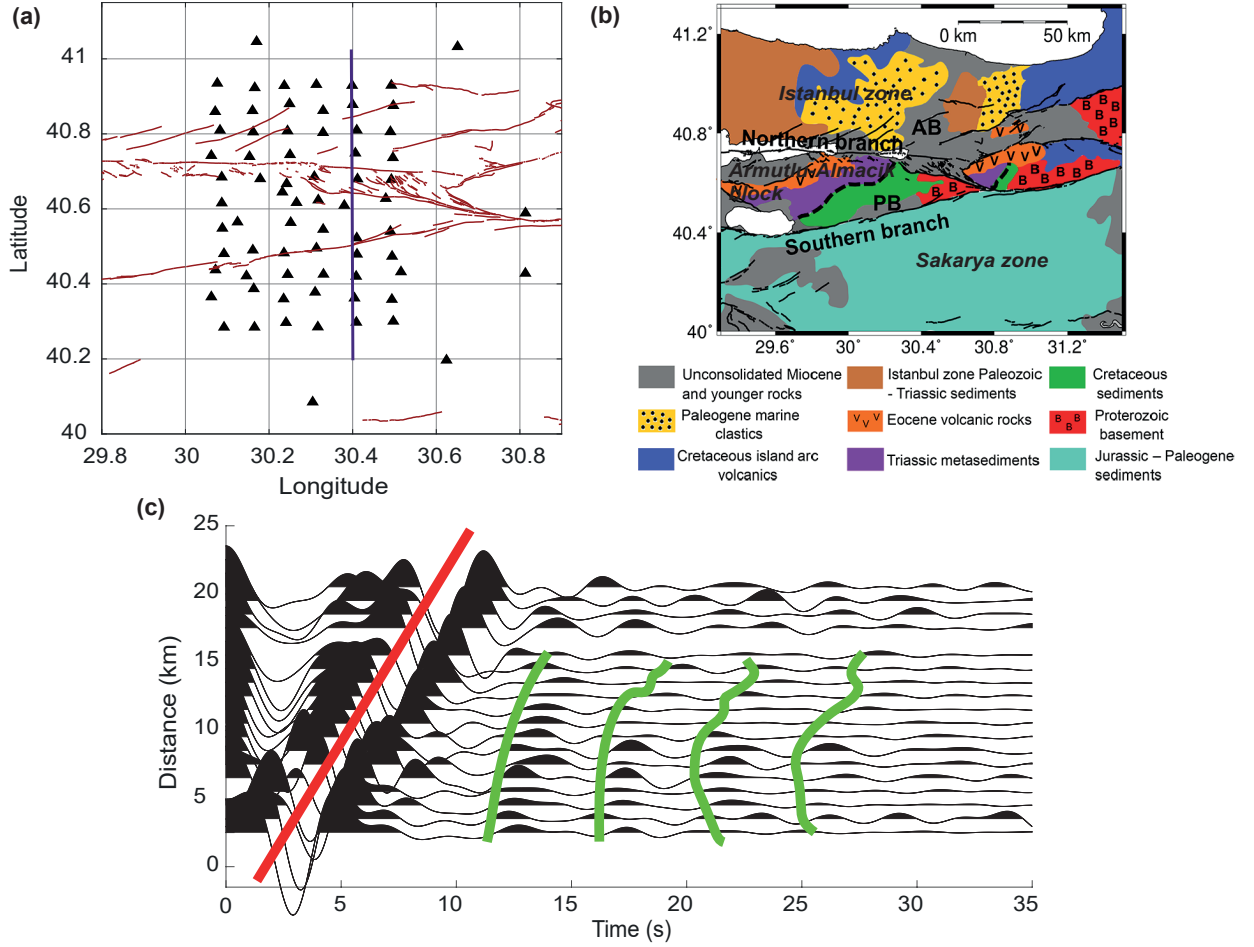 (a)
41
40.8
40.6
40.4
40.2
40
29.8
30
30.2
30.4
30.6
30.8
Latitude
Longitude
(b)
41.2°
40.8°
40.4°
40°
29.6
30°
30.4
30.8
31.2
0 km
50 km
Istanbul zone
AB
Northern branch
Armutlu-Almacik
Block
PB
Southern branch
Sakarya zone
B B
B B
B
B
V V
V V V V
V V
B B B B B
B B B
Unconsolidated Miocene
and younger rocks
Istanbul zone Paleozoic
- Triassic sediments
Cretaceous
sediments
Paleogene marine
clastics
V V V
V
Eocene volcanic rocks
B B B
B
Proterozoic
basement
Cretaceous island arc
volcanics
Triassic metasediments
Jurassic – Paleogene
sediments
(c)
25
20
15
10
5
0
Distance (km)
0
5
10
15
20
25
30
35
Time (s)